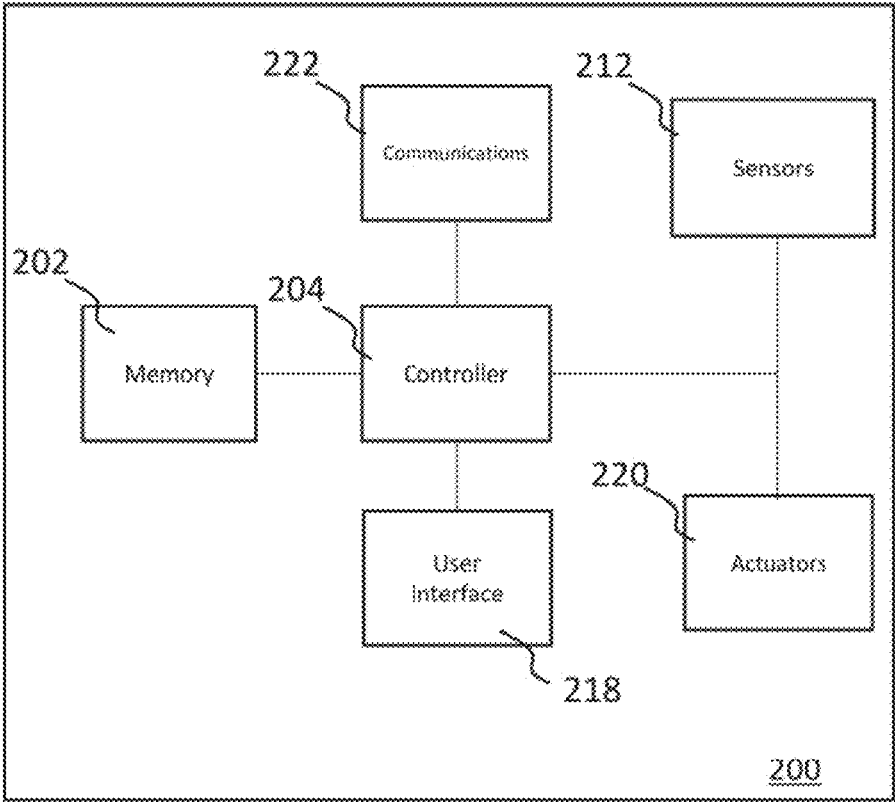 222
212
Communications
Sensors
202
204
Memory
Controller
220
User
interface
Actuators
218
200